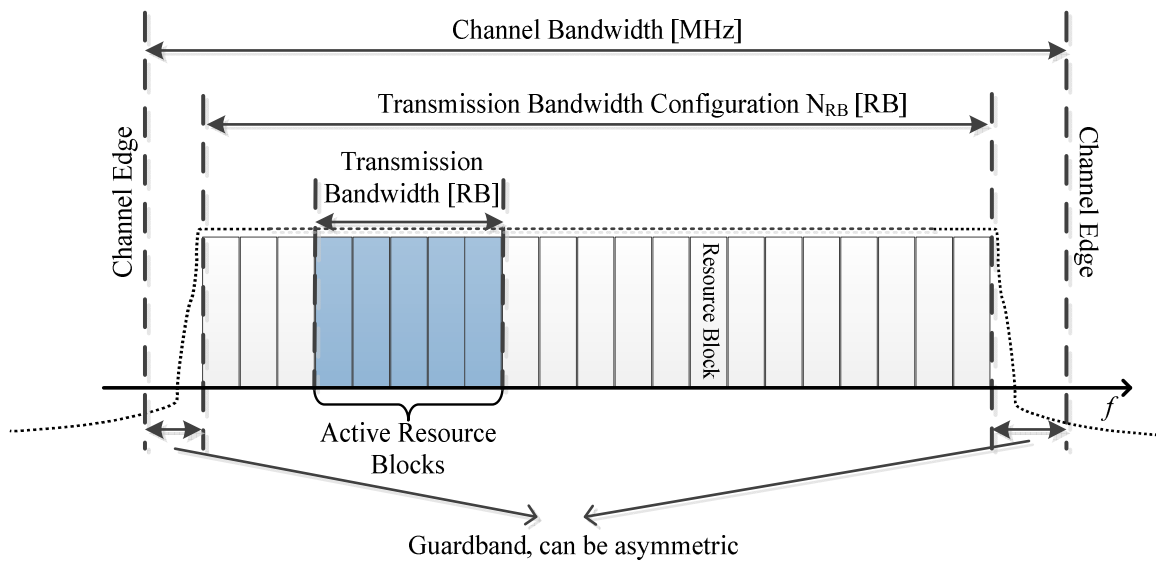 Channel Bandwidth [MHz]
Transmission Bandwidth Configuration NRB [RB]
Channel Edge
Transmission
Bandwidth [RB]
Channel Edge
Resource Block
f
Active Resource
Blocks
Guardband, can be asymmetric